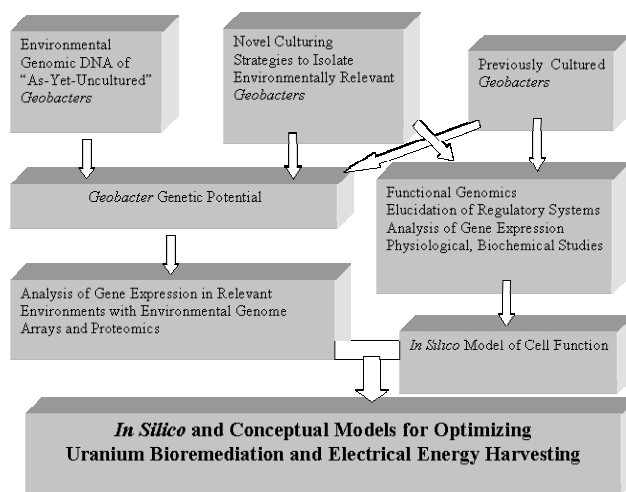 Environmental
Genomic DNA of
"As-Yet-Uncultured"
Geobacters
Novel Culturing
Strategies to Isolate
Environmentally Relevant
Geobacters
Previously Cultured
Geobacters
Geobacter Genetic Potential
Functional Genomics
Elucidation of Regulatory Systems
Analysis of Gene Expression
Physiological, Biochemical Studies
Analysis of Gene Expression in Relevant
Environments with Environmental Genome
Arrays and Proteomics
In Silico Model of Cell Function
In Silico and Conceptual Models for Optimizing
Uranium Bioremediation and Electrical Energy Harvesting